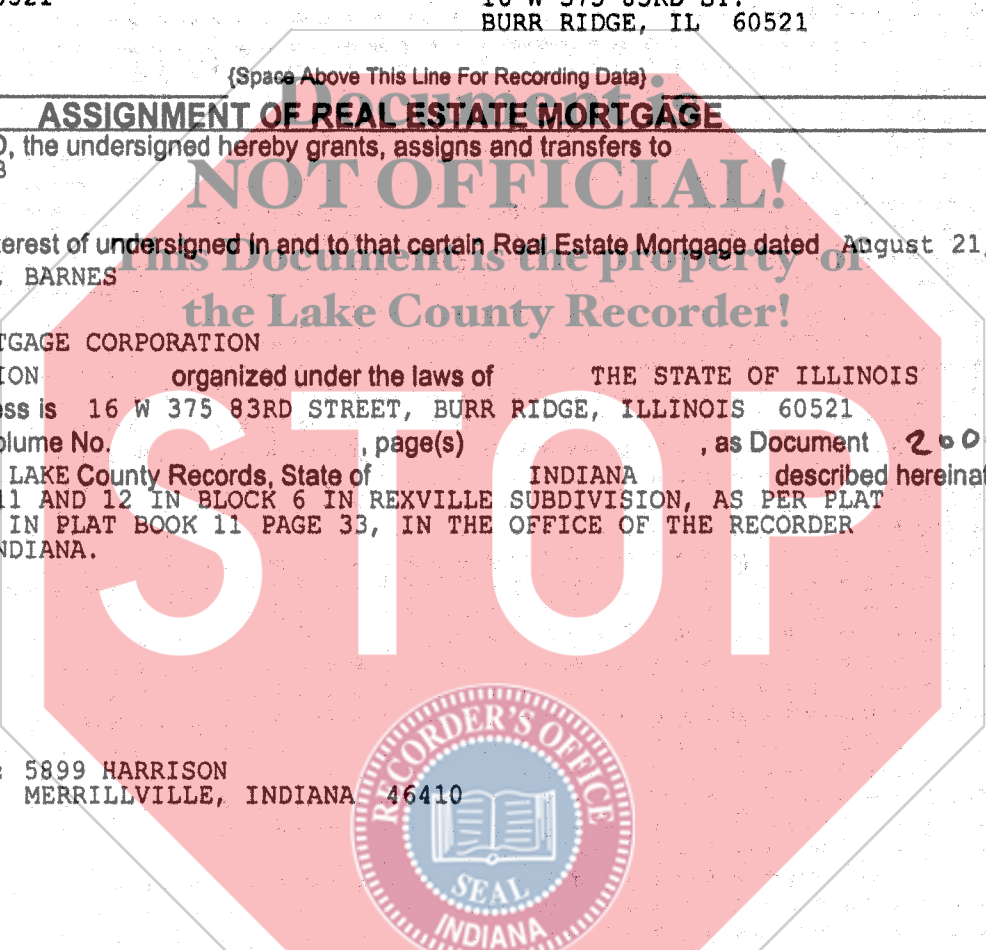 BURR RIDGE, IL 60521
{Space Above This Line For Recording Data}
Document is
ASSIGNMENT OF REAL ESTATE MORTGAGE
, the undersigned hereby grants, assigns and transfers to
NOT OFFICIAL!
terest of undersigned in and to that certain Real Estate Mortgage dated August 21,
This Document is the property of
BARNES
the Lake County Recorder!
TGAGE CORPORATION
ION organized under the laws of THE STATE OF ILLINOIS
ess is 16 W 375 83RD STREET, BURR RIDGE, ILLINOIS 60521
olume No. , page(s) , as Document 200
LAKE County Records, State of INDIANA described hereinaf
11 AND 12 IN BLOCK 6 IN REXVILLE SUBDIVISION, AS PER PLAT
IN PLAT BOOK 11 PAGE 33, IN THE OFFICE OF THE RECORDER
NDIANA.
STOP
: 5899 HARRISON
MERRILLVILLE, INDIANA 46410
RECORDER'S OFFICE
SEAL
INDIANA